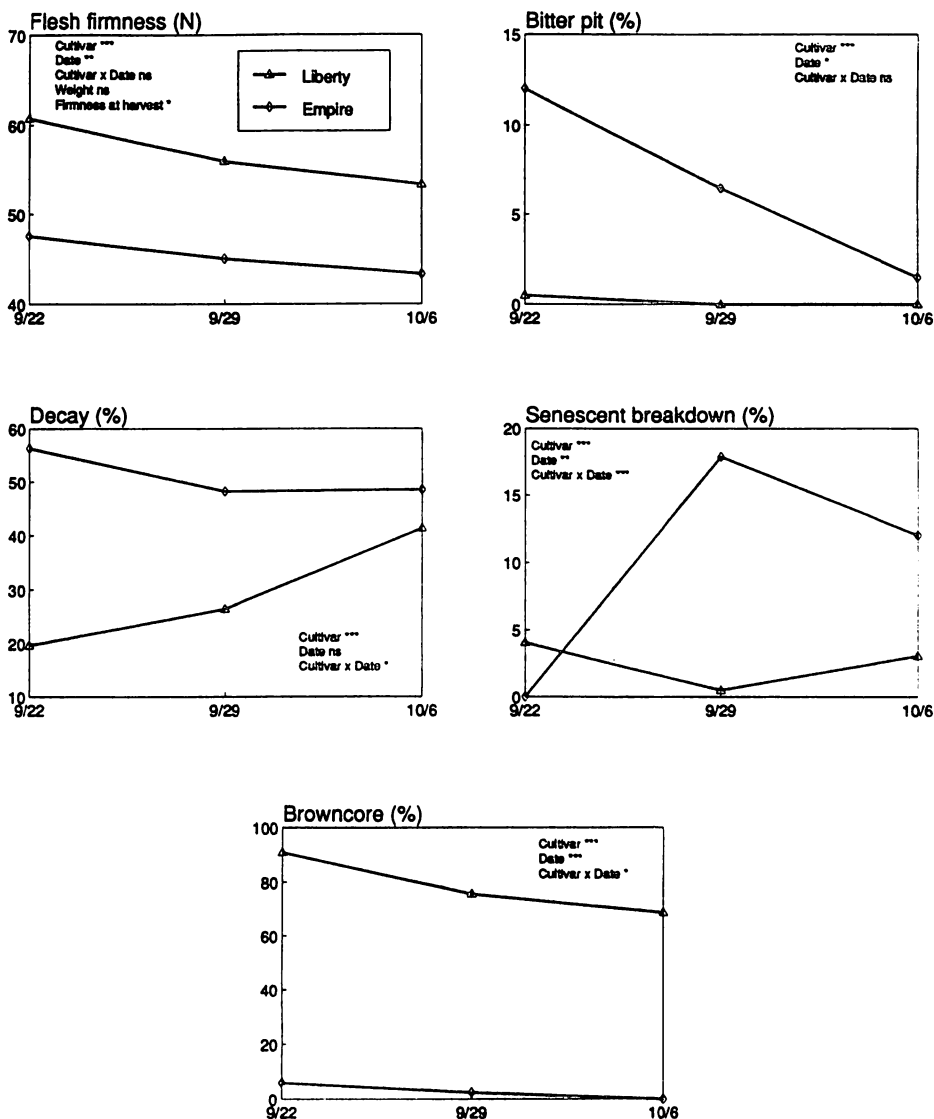 Flesh firmness (N)
70
60
50
40
Cultivar ***
Date **
Cultivar x Date ns
Weight ns
Firmness at harvest *
Liberty
Empire
9/22 9/29 10/6
Bitter pit (%)
15
10
5
0
Cultivar ***
Date *
Cultivar x Date ns
9/22 9/29 10/6
Decay (%)
60
50
40
30
20
10
Cultivar ***
Date ns
Cultivar x Date *
9/22 9/29 10/6
Senescent breakdown (%)
20
15
10
5
0
Cultivar ***
Date **
Cultivar x Date ***
9/22 9/29 10/6
Browncore (%)
100
80
60
40
20
0
Cultivar ***
Date ***
Cultivar x Date *
9/22 9/29 10/6